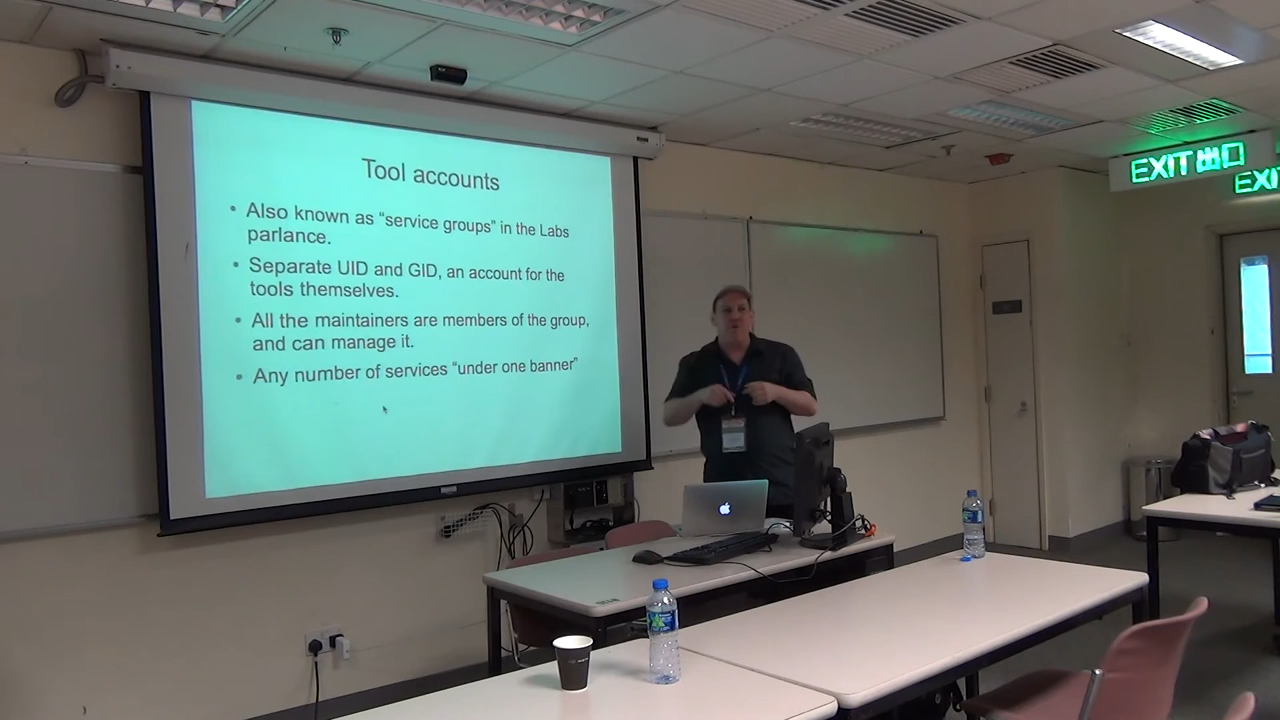 Tool accounts
• Also known as “service groups” in the Labs
parlance.
• Separate UID and GID, an account for the
tools themselves.
• All the maintainers are members of the group,
and can manage it.
• Any number of services “under one banner”
EXIT 出口
EXI